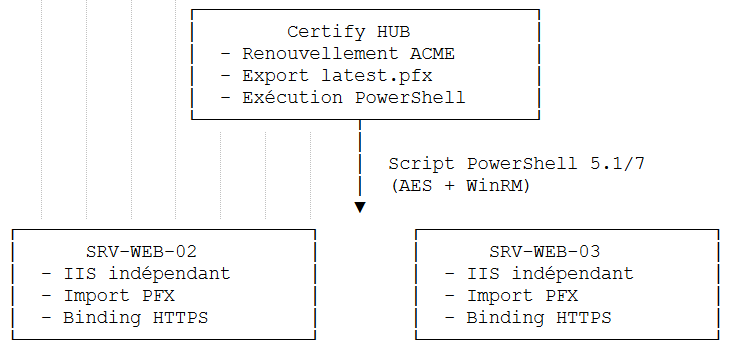 Certify HUB
- Renouvellement ACME
- Export latest.pfx
- Exécution PowerShell
Script PowerShell 5.1/7
(AES + WinRM)
SRV-WEB-02
- IIS indépendant
- Import PFX
- Binding HTTPS
SRV-WEB-03
- IIS indépendant
- Import PFX
- Binding HTTPS